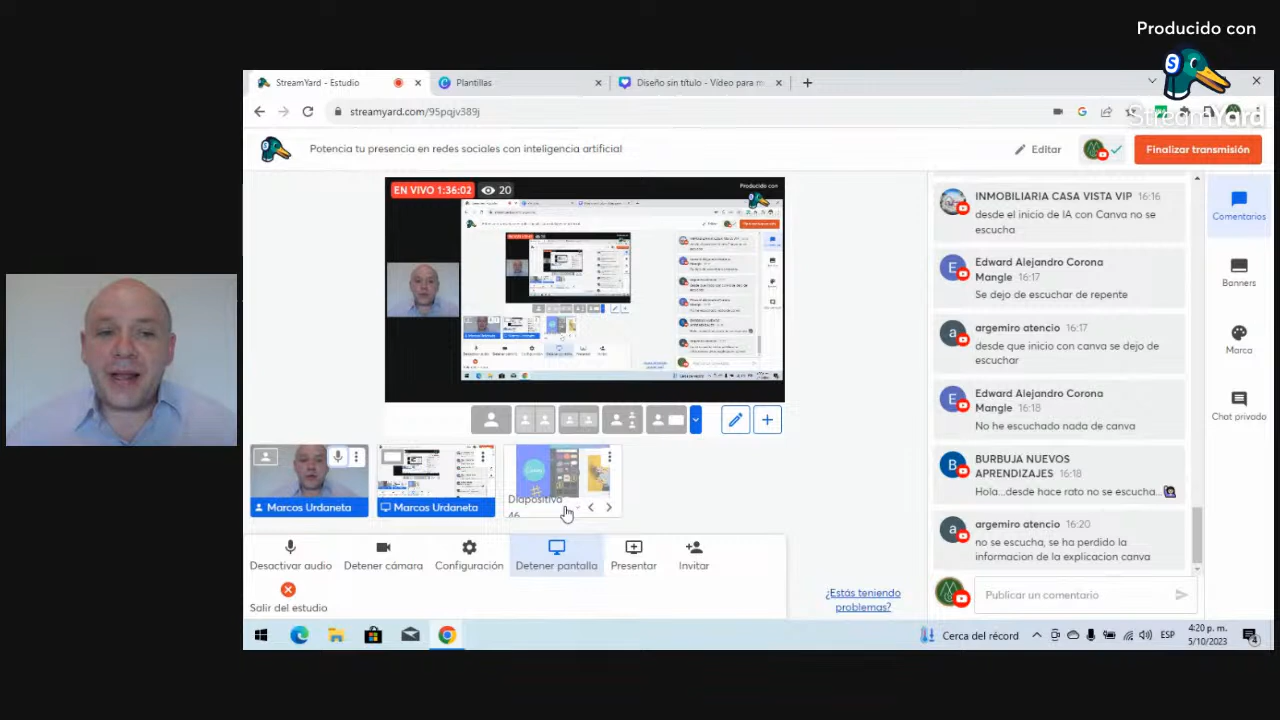 Producido con
StreamYard
StreamYard - Estudio
Plantillas
Diseño sin título - Vídeo para m
streamyard.com/95pqjv389j
Potencia tu presencia en redes sociales con inteligencia artificial
Editar
Finalizar transmisión
EN VIVO 1:36:02
20
Producido con
INMOBILIARIA CASA VISTA VIP 16:16
desde el inicio de IA con Canva no se
escucha
Edward Alejandro Corona
Mangle 16:17
Se dejo de escuchar de repente
argemiro atencio 16:17
desde que inicio con canva se dejo de
escuchar
Edward Alejandro Corona
Mangle 16:18
No he escuchado nada de canva
BURBUJA NUEVOS
APRENDIZAJES 16:18
Hola...desde hace rato no se escucha...
argemiro atencio 16:20
no se escucha, se ha perdido la
informacion de la explicacion canva
Publicar un comentario
Comentarios
Banners
Marca
Chat privado
Marcos Urdaneta
Marcos Urdaneta
Diapositiva
46
Desactivar audio
Detener cámara
Configuración
Detener pantalla
Presentar
Invitar
Salir del estudio
¿Estás teniendo
problemas?
Cerca del récord
ESP
4:20 p. m.
5/10/2023
4